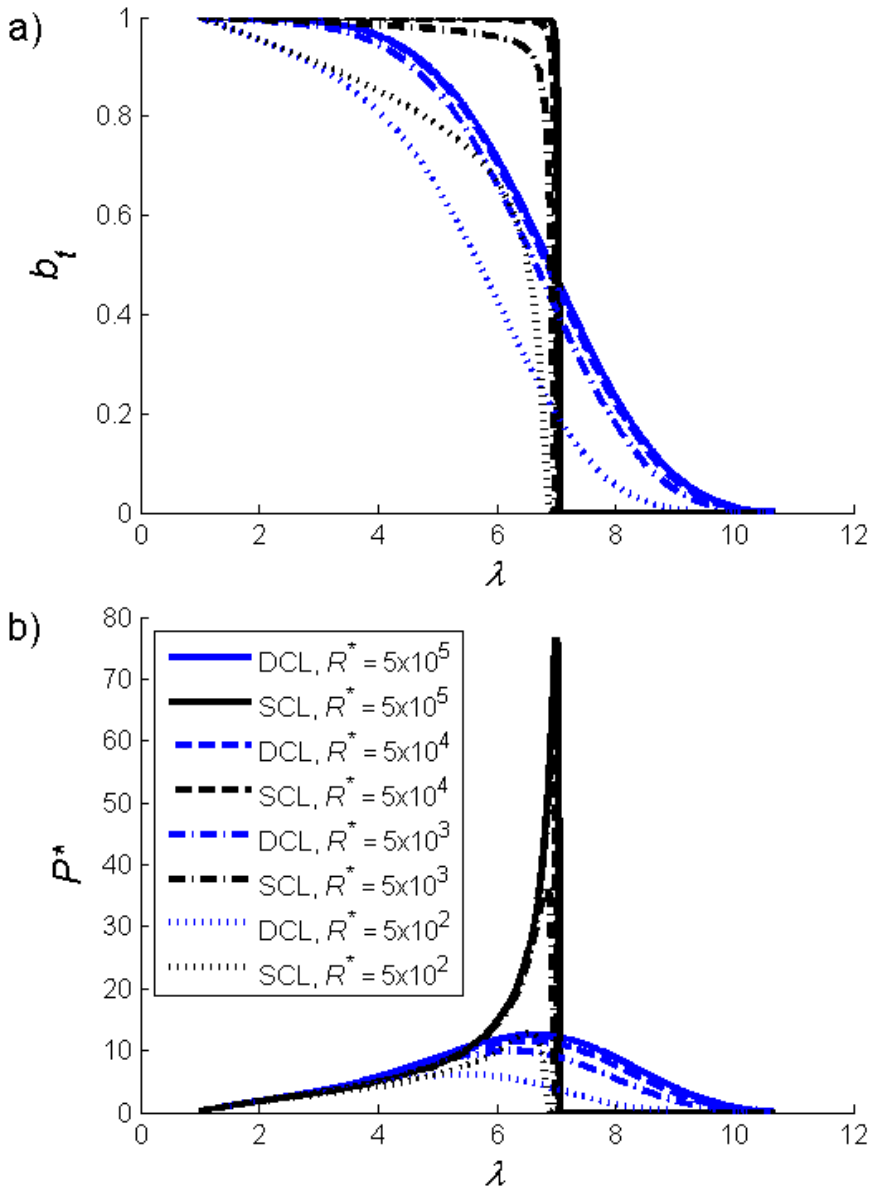 a)
1
0.8
0.6
0.4
0.2
0
b_t
0 2 4 6 8 10 12
λ
b)
80
70
60
50
40
30
20
10
0
P*
DCL, R* = 5x10^5
SCL, R* = 5x10^5
DCL, R* = 5x10^4
SCL, R* = 5x10^4
DCL, R* = 5x10^3
SCL, R* = 5x10^3
DCL, R* = 5x10^2
SCL, R* = 5x10^2
0 2 4 6 8 10 12
λ